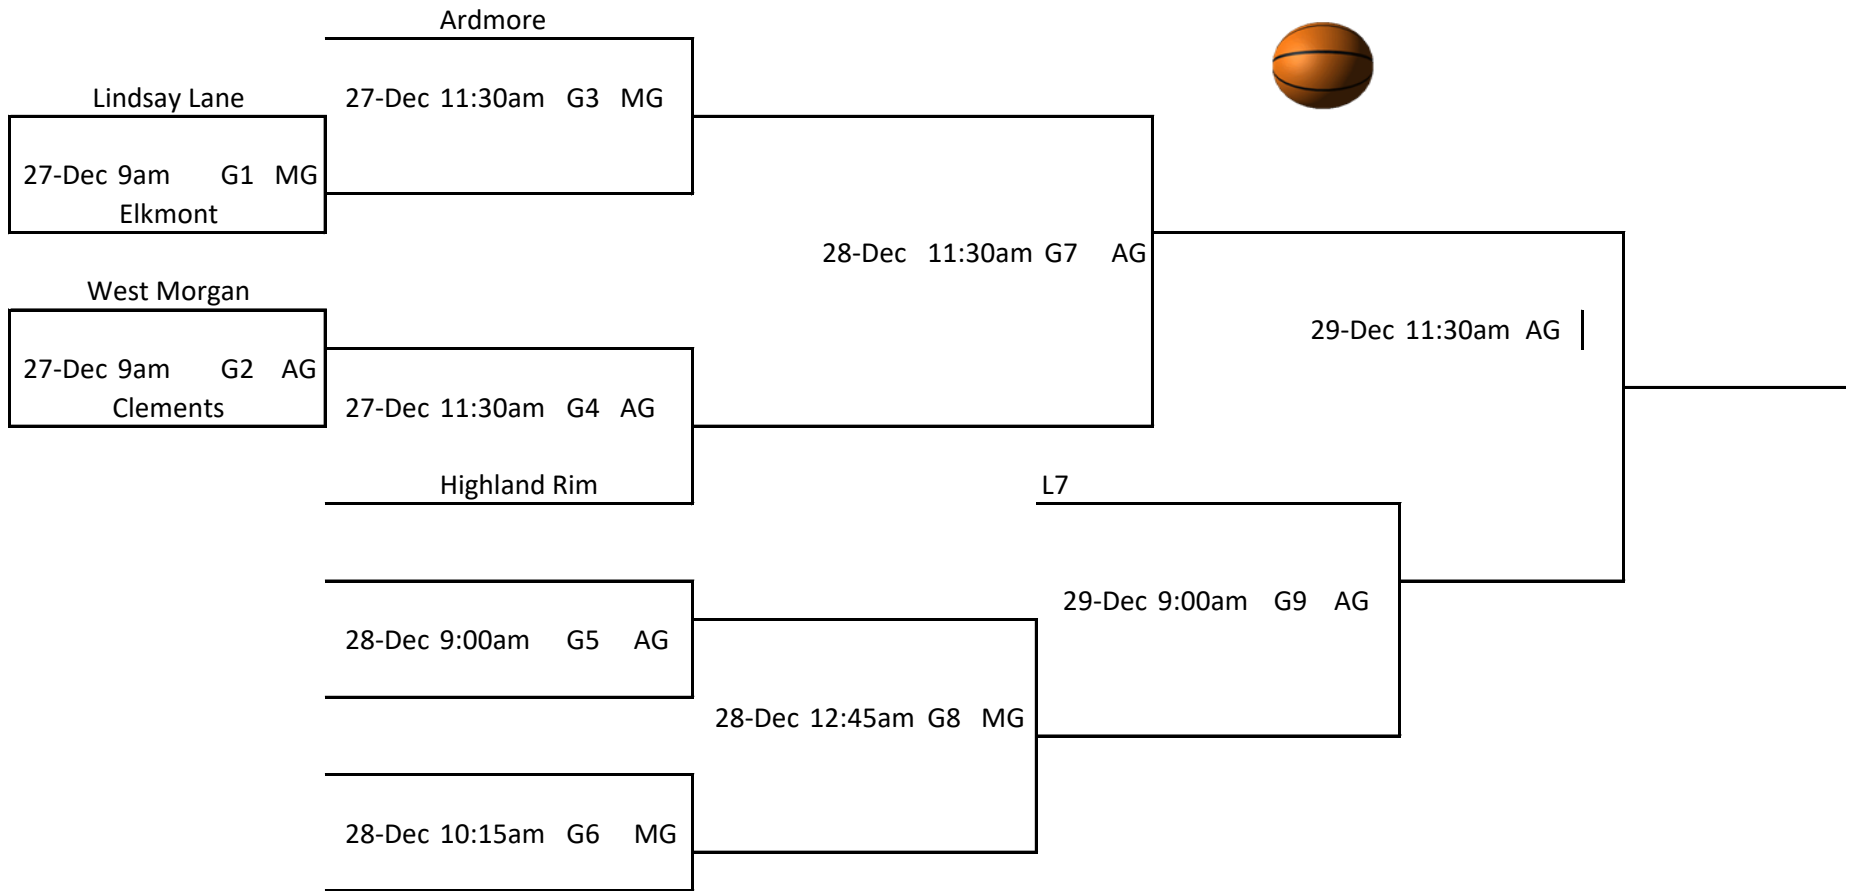 Ardmore
Lindsay Lane
27-Dec 11:30am G3 MG
27-Dec 9am G1 MG
Elkmont
28-Dec 11:30am G7 AG
West Morgan
29-Dec 11:30am AG
27-Dec 9am G2 AG
Clements
27-Dec 11:30am G4 AG
Highland Rim
L7
29-Dec 9:00am G9 AG
28-Dec 9:00am G5 AG
28-Dec 12:45am G8 MG
28-Dec 10:15am G6 MG